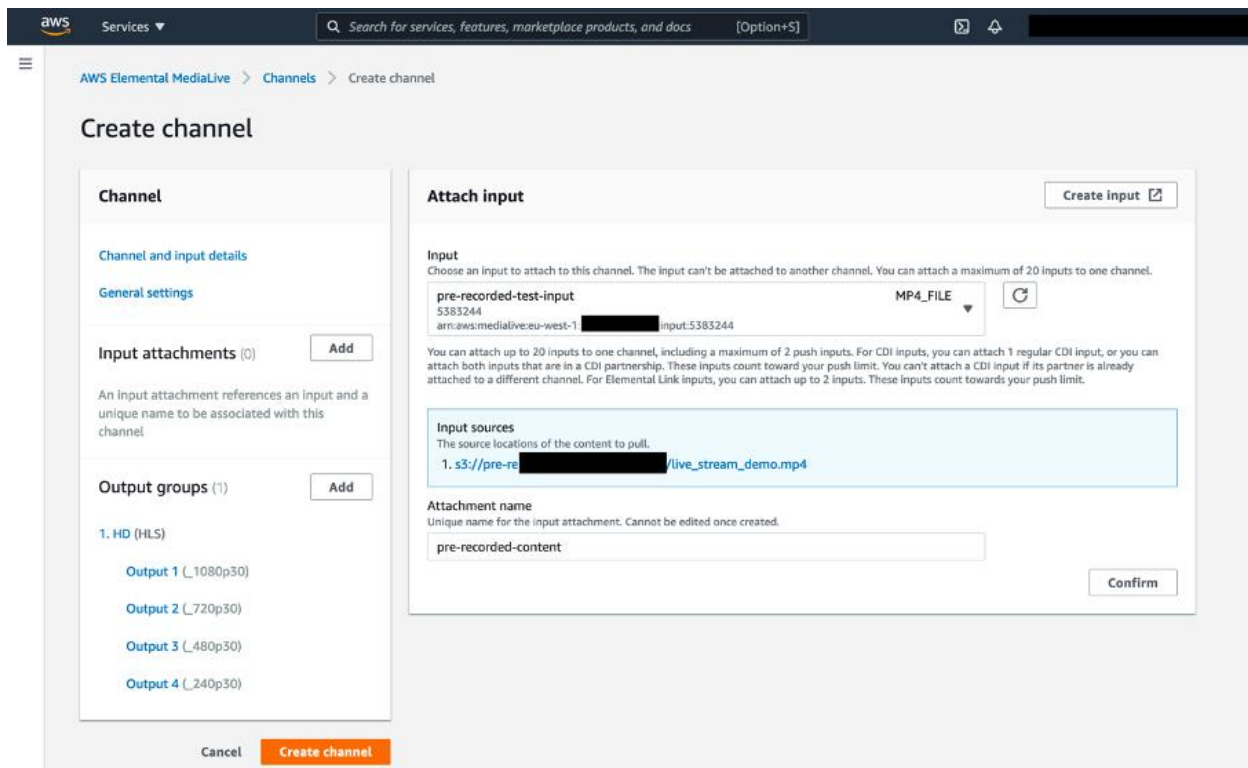 aws
Services ▼
Search for services, features, marketplace products, and docs [Option+S]
AWS Elemental MediaLive > Channels > Create channel
Create channel
Channel
Channel and input details
General settings
Input attachments (0) Add
An input attachment references an input and a
unique name to be associated with this
channel
Output groups (1) Add
1. HD (HLS)
Output 1 (_1080p30)
Output 2 (_720p30)
Output 3 (_480p30)
Output 4 (_240p30)
Cancel Create channel
Attach input Create input
Input
Choose an input to attach to this channel. The input can't be attached to another channel. You can attach a maximum of 20 inputs to one channel.
pre-recorded-test-input MP4_FILE
5383244
arn:aws:medialive:eu-west-1: input:5383244
You can attach up to 20 inputs to one channel, including a maximum of 2 push inputs. For CDI inputs, you can attach 1 regular CDI input, or you can
attach both inputs that are in a CDI partnership. These inputs count toward your push limit. You can't attach a CDI input if its partner is already
attached to a different channel. For Elemental Link inputs, you can attach up to 2 inputs. These inputs count towards your push limit.
Input sources
The source locations of the content to pull.
1. s3://pre-re /live_stream_demo.mp4
Attachment name
Unique name for the input attachment. Cannot be edited once created.
pre-recorded-content
Confirm